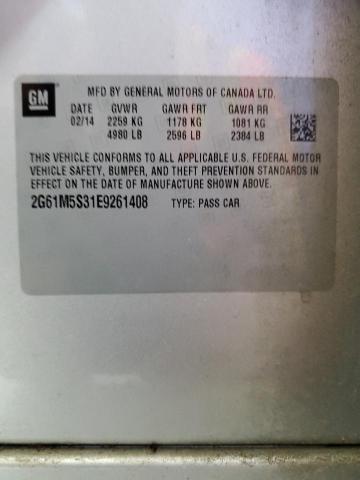 GM
MFD BY GENERAL MOTORS OF CANADA LTD.
DATE GVWR GAWR FRT GAWR RR
02/14 2259 KG 1178 KG 1081 KG
4980 LB 2596 LB 2384 LB
THIS VEHICLE CONFORMS TO ALL APPLICABLE U.S. FEDERAL MOTOR
VEHICLE SAFETY, BUMPER, AND THEFT PREVENTION STANDARDS IN
EFFECT ON THE DATE OF MANUFACTURE SHOWN ABOVE.
2G61M5S31E9261408 TYPE: PASS CAR